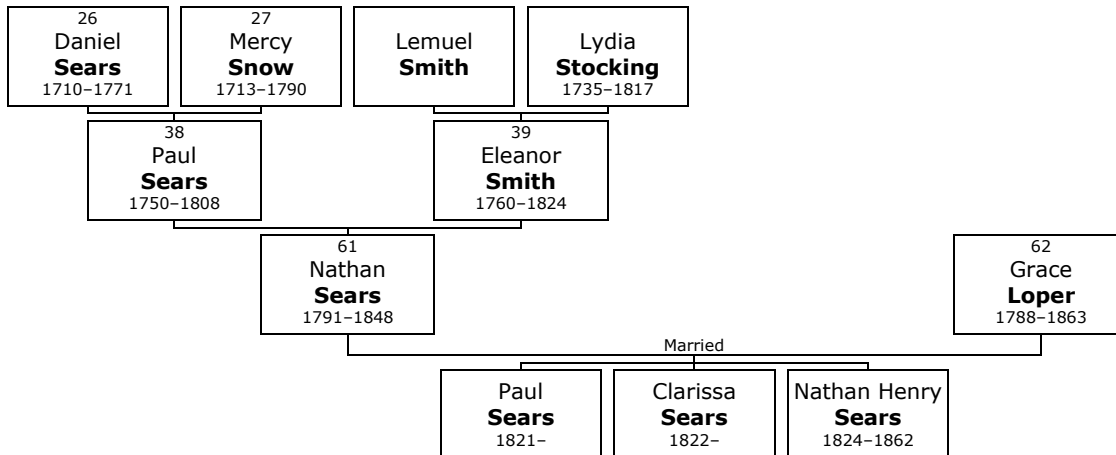 26
Daniel
Sears
1710–1771
27
Mercy
Snow
1713–1790
Lemuel
Smith
Lydia
Stocking
1735–1817
38
Paul
Sears
1750–1808
39
Eleanor
Smith
1760–1824
61
Nathan
Sears
1791–1848
62
Grace
Loper
1788–1863
Married
Paul
Sears
1821–
Clarissa
Sears
1822–
Nathan Henry
Sears
1824–1862